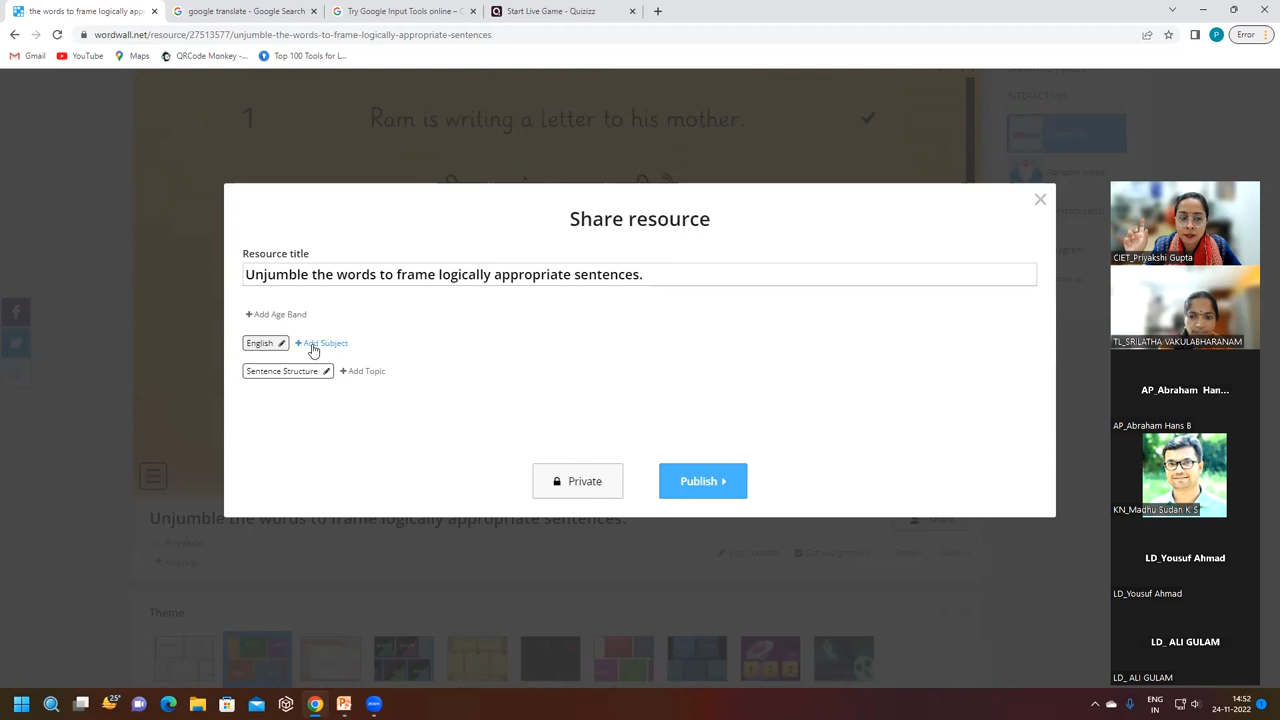 the words to frame logically appro
google translate - Google Search
Try Google Input Tools online – G
Start Live Game - Quizizz
wordwall.net/resource/27513577/unjumble-the-words-to-frame-logically-appropriate-sentences
P
Error
Gmail
YouTube
Maps
QRCode Monkey -...
Top 100 Tools for L...
INTERACTIVES
1
Ram is writing a letter to his mother.
Share resource
Resource title
Unjumble the words to frame logically appropriate sentences.
+ Add Age Band
English
+ Add Subject
Sentence Structure
+ Add Topic
Private
Publish
Unjumble the words to frame logically appropriate sentences.
Share
Theme
CIET_Priyakshi Gupta
TL_SRILATHA VAKULABHARANAM
AP_Abraham Han...
AP_Abraham Hans B
KN_Madhu Sudan K S
LD_Yousuf Ahmad
LD_Yousuf Ahmad
LD_ ALI GULAM
LD_ ALI GULAM
25°
ENG
IN
14:52
24-11-2022